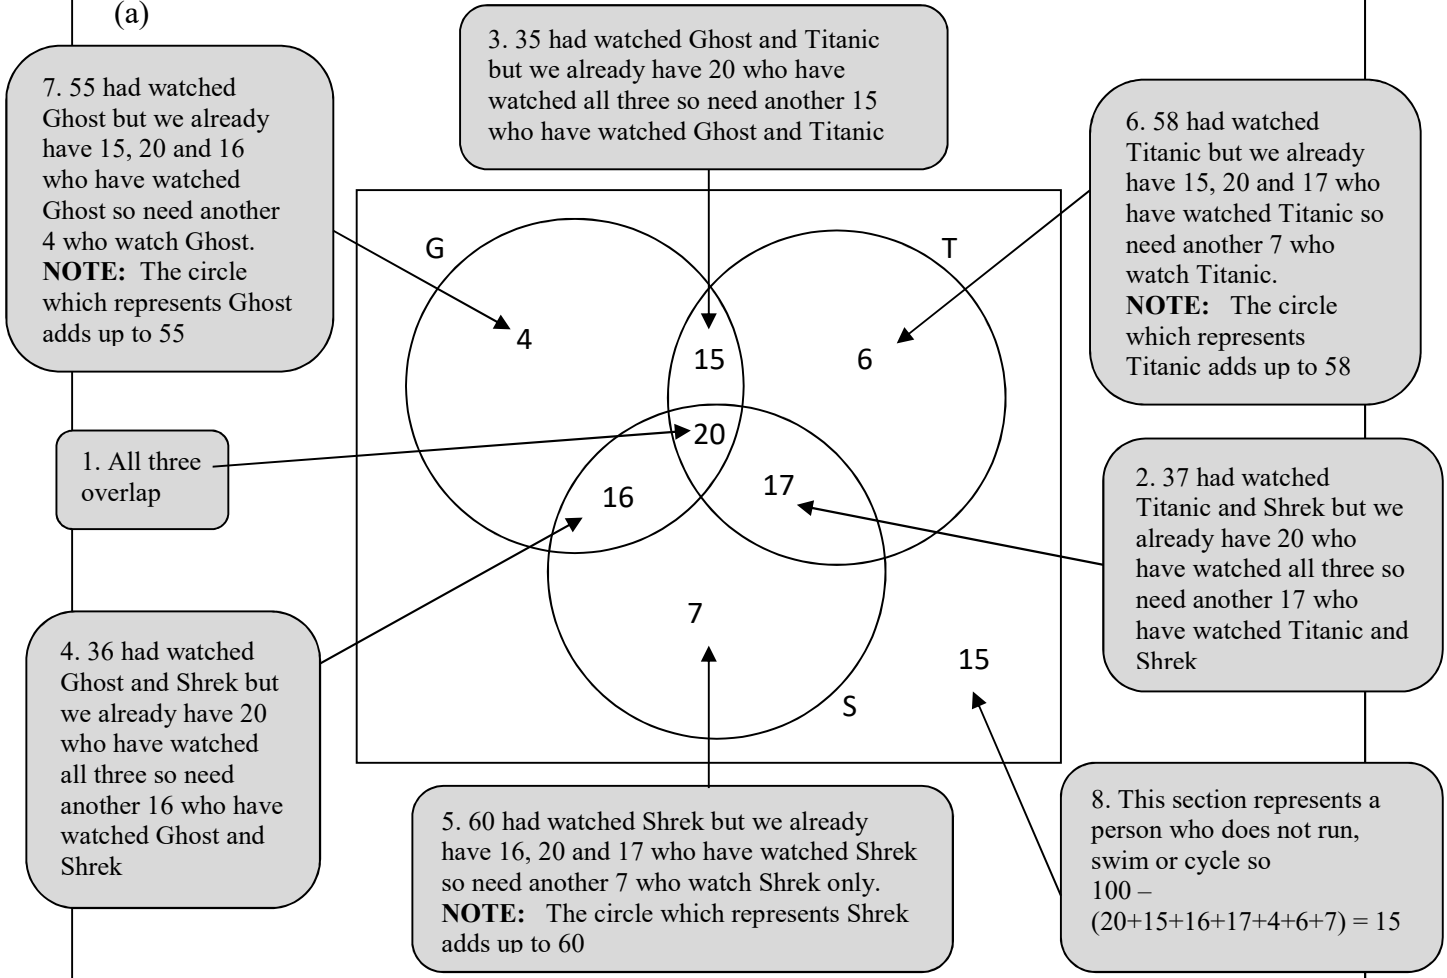 (a)
3. 35 had watched Ghost and Titanic
but we already have 20 who have
watched all three so need another 15
who have watched Ghost and Titanic
7. 55 had watched
Ghost but we already
have 15, 20 and 16
who have watched
Ghost so need another
4 who watch Ghost.
NOTE: The circle
which represents Ghost
adds up to 55
6. 58 had watched
Titanic but we already
have 15, 20 and 17 who
have watched Titanic so
need another 7 who
watch Titanic.
NOTE: The circle
which represents
Titanic adds up to 58
G
T
4
15
6
20
16
17
7
15
S
1. All three
overlap
2. 37 had watched
Titanic and Shrek but we
already have 20 who
have watched all three so
need another 17 who
have watched Titanic and
Shrek
4. 36 had watched
Ghost and Shrek but
we already have 20
who have watched
all three so need
another 16 who have
watched Ghost and
Shrek
5. 60 had watched Shrek but we already
have 16, 20 and 17 who have watched Shrek
so need another 7 who watch Shrek only.
NOTE: The circle which represents Shrek
adds up to 60
8. This section represents a
person who does not run,
swim or cycle so
100 –
(20+15+16+17+4+6+7) = 15